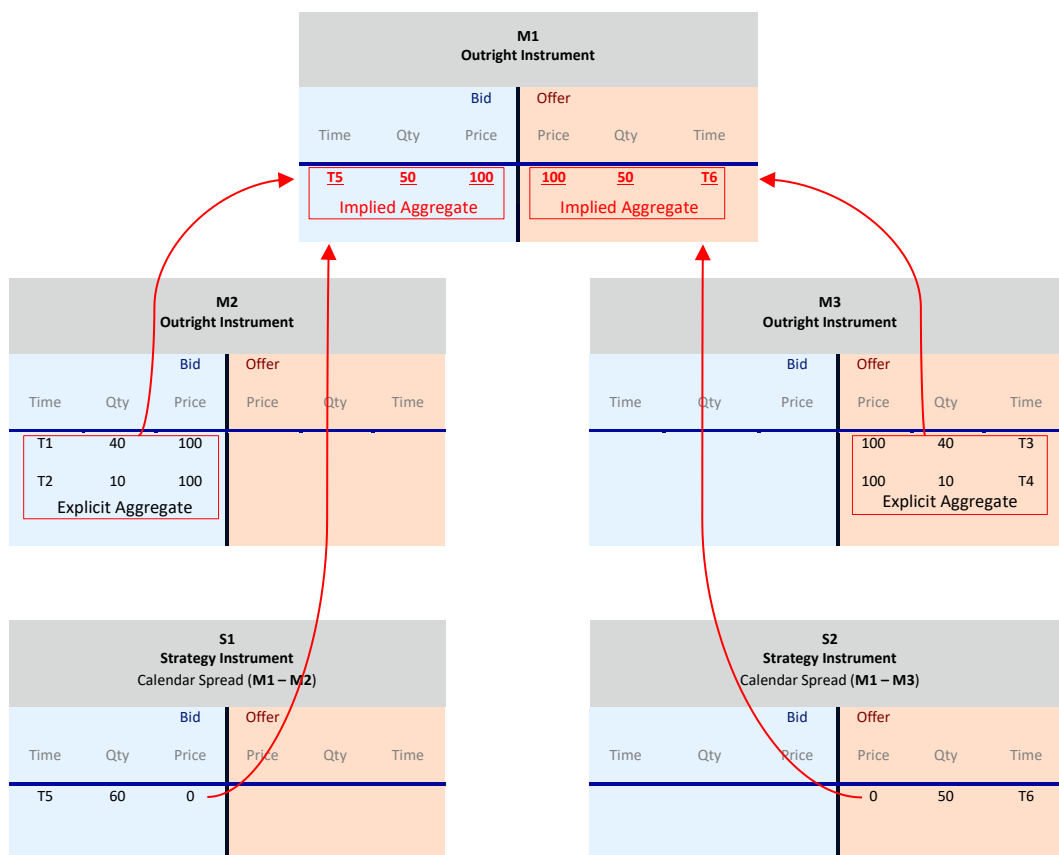 M1
Outright Instrument
Bid Offer
Time Qty Price Price Qty Time
T5 50 100 100 50 T6
Implied Aggregate Implied Aggregate
M2
Outright Instrument
Bid Offer
Time Qty Price Price Qty Time
T1 40 100
T2 10 100
Explicit Aggregate
M3
Outright Instrument
Bid Offer
Time Qty Price Price Qty Time
100 40 T3
100 10 T4
Explicit Aggregate
S1
Strategy Instrument
Calendar Spread (M1 – M2)
Bid Offer
Time Qty Price Price Qty Time
T5 60 0
S2
Strategy Instrument
Calendar Spread (M1 – M3)
Bid Offer
Time Qty Price Price Qty Time
0 50 T6